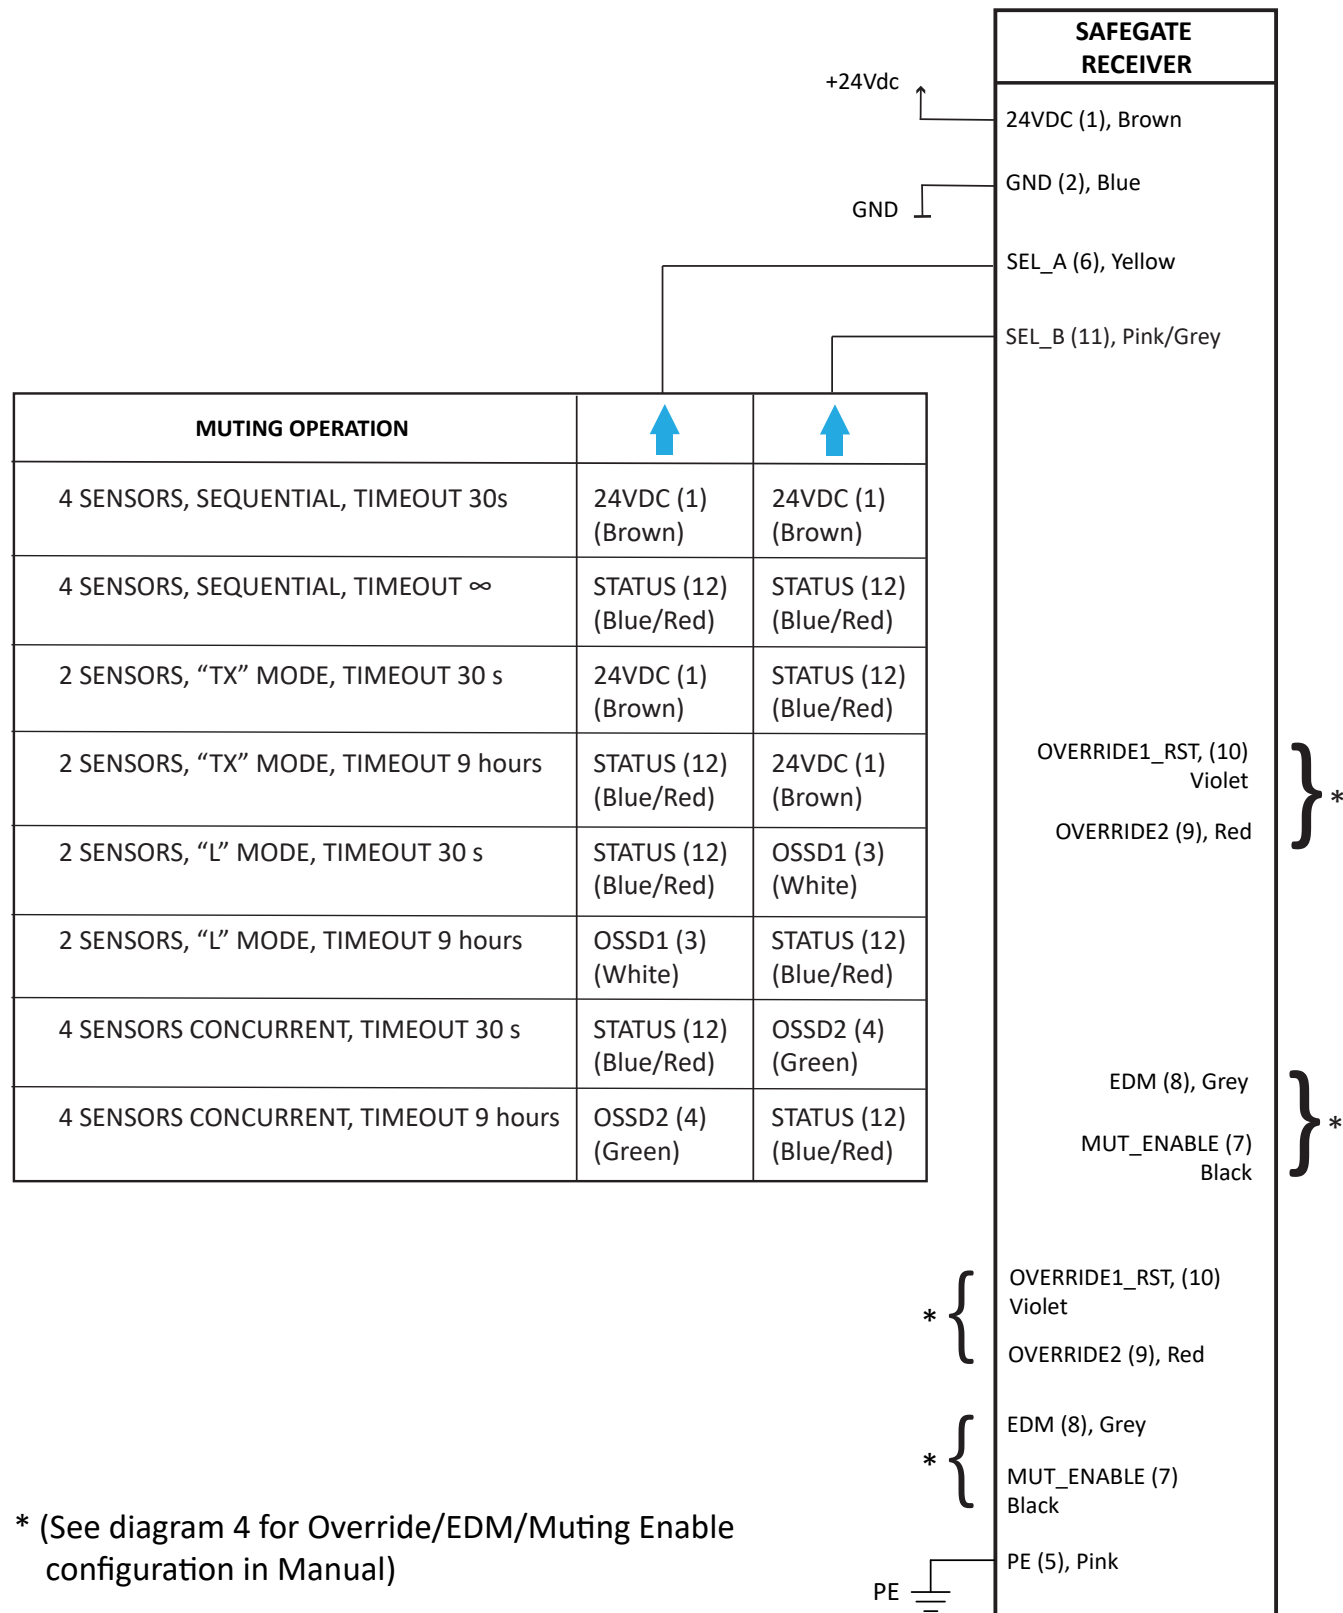 SAFEGATE
RECEIVER
+24Vdc
24VDC (1), Brown
GND (2), Blue
GND
SEL_A (6), Yellow
SEL_B (11), Pink/Grey
MUTING OPERATION
4 SENSORS, SEQUENTIAL, TIMEOUT 30s
24VDC (1)
(Brown)
24VDC (1)
(Brown)
4 SENSORS, SEQUENTIAL, TIMEOUT ∞
STATUS (12)
(Blue/Red)
STATUS (12)
(Blue/Red)
2 SENSORS, “TX” MODE, TIMEOUT 30 s
24VDC (1)
(Brown)
STATUS (12)
(Blue/Red)
2 SENSORS, “TX” MODE, TIMEOUT 9 hours
STATUS (12)
(Blue/Red)
24VDC (1)
(Brown)
2 SENSORS, “L” MODE, TIMEOUT 30 s
STATUS (12)
(Blue/Red)
OSSD1 (3)
(White)
2 SENSORS, “L” MODE, TIMEOUT 9 hours
OSSD1 (3)
(White)
STATUS (12)
(Blue/Red)
4 SENSORS CONCURRENT, TIMEOUT 30 s
STATUS (12)
(Blue/Red)
OSSD2 (4)
(Green)
4 SENSORS CONCURRENT, TIMEOUT 9 hours
OSSD2 (4)
(Green)
STATUS (12)
(Blue/Red)
OVERRIDE1_RST, (10)
Violet
OVERRIDE2 (9), Red
*
EDM (8), Grey
MUT_ENABLE (7)
Black
*
OVERRIDE1_RST, (10)
Violet
OVERRIDE2 (9), Red
*
EDM (8), Grey
MUT_ENABLE (7)
Black
*
* (See diagram 4 for Override/EDM/Muting Enable
configuration in Manual)
PE (5), Pink
PE